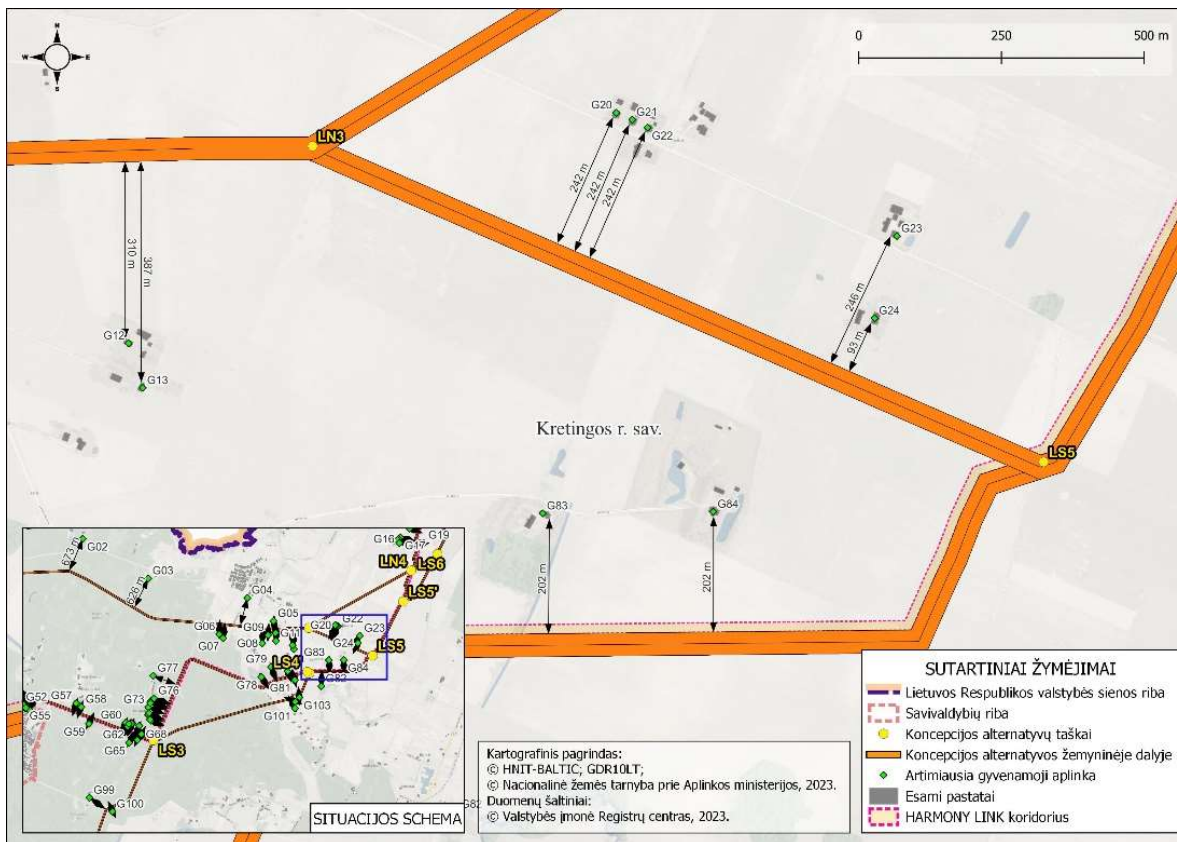 N
W
E
S
0
250
500 m
LN3
G20
G21
G22
242 m
242 m
242 m
G23
246 m
G24
93 m
310 m
387 m
G12
G13
Kretingos r. sav.
LS5
G83
G84
202 m
202 m
G02
673 m
G03
626 m
G04
G16
G17
G19
LN4
LS6
LS5'
G05
G06
G09
G07
G08
G11
G20
G22
G23
G24
G79
LS4'
G83
LS5
G84
G82
G77
G76
G78
G81
G101
G103
G52
G57
G58
G55
G59
G73
G60
G62
G68
G65
LS3
G99
G100
SITUACIJOS SCHEMA
G82
Kartografinis pagrindas:
© HNIT-BALTIC; GDR10LT;
© Nacionalinė žemės tarnyba prie Aplinkos ministerijos, 2023.
Duomenų šaltiniai:
© Valstybės įmonė Registrų centras, 2023.
SUTARTINIAI ŽYMĖJIMAI
Lietuvos Respublikos valstybės sienos riba
Savivaldybių riba
Koncepcijos alternatyvų taškai
Koncepcijos alternatyvos žemyninėje dalyje
Artimiausia gyvenamoji aplinka
Esami pastatai
HARMONY LINK koridorius